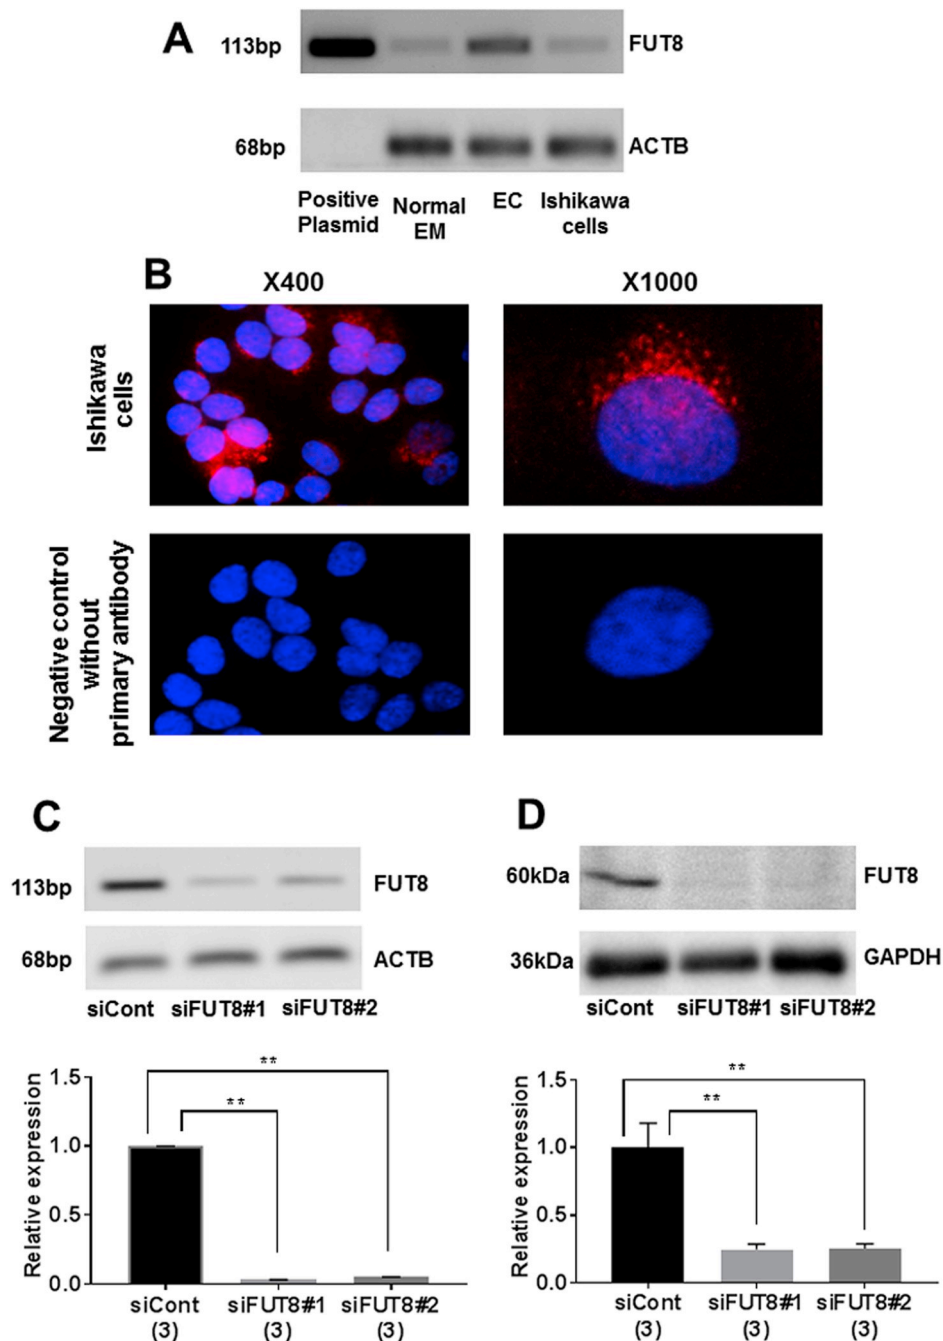 A
113bp
FUT8
68bp
ACTB
Positive
Plasmid
Normal
EM
EC
Ishikawa
cells
B
X400
X1000
Ishikawa
cells
Negative control
without
primary antibody
C
113bp
FUT8
68bp
ACTB
siCont siFUT8#1 siFUT8#2
Relative expression
1.5
1.0
0.5
0.0
**
**
siCont siFUT8#1 siFUT8#2
(3) (3) (3)
D
60kDa
FUT8
36kDa
GAPDH
siCont siFUT8#1 siFUT8#2
Relative expression
1.5
1.0
0.5
0.0
**
**
siCont siFUT8#1 siFUT8#2
(3) (3) (3)